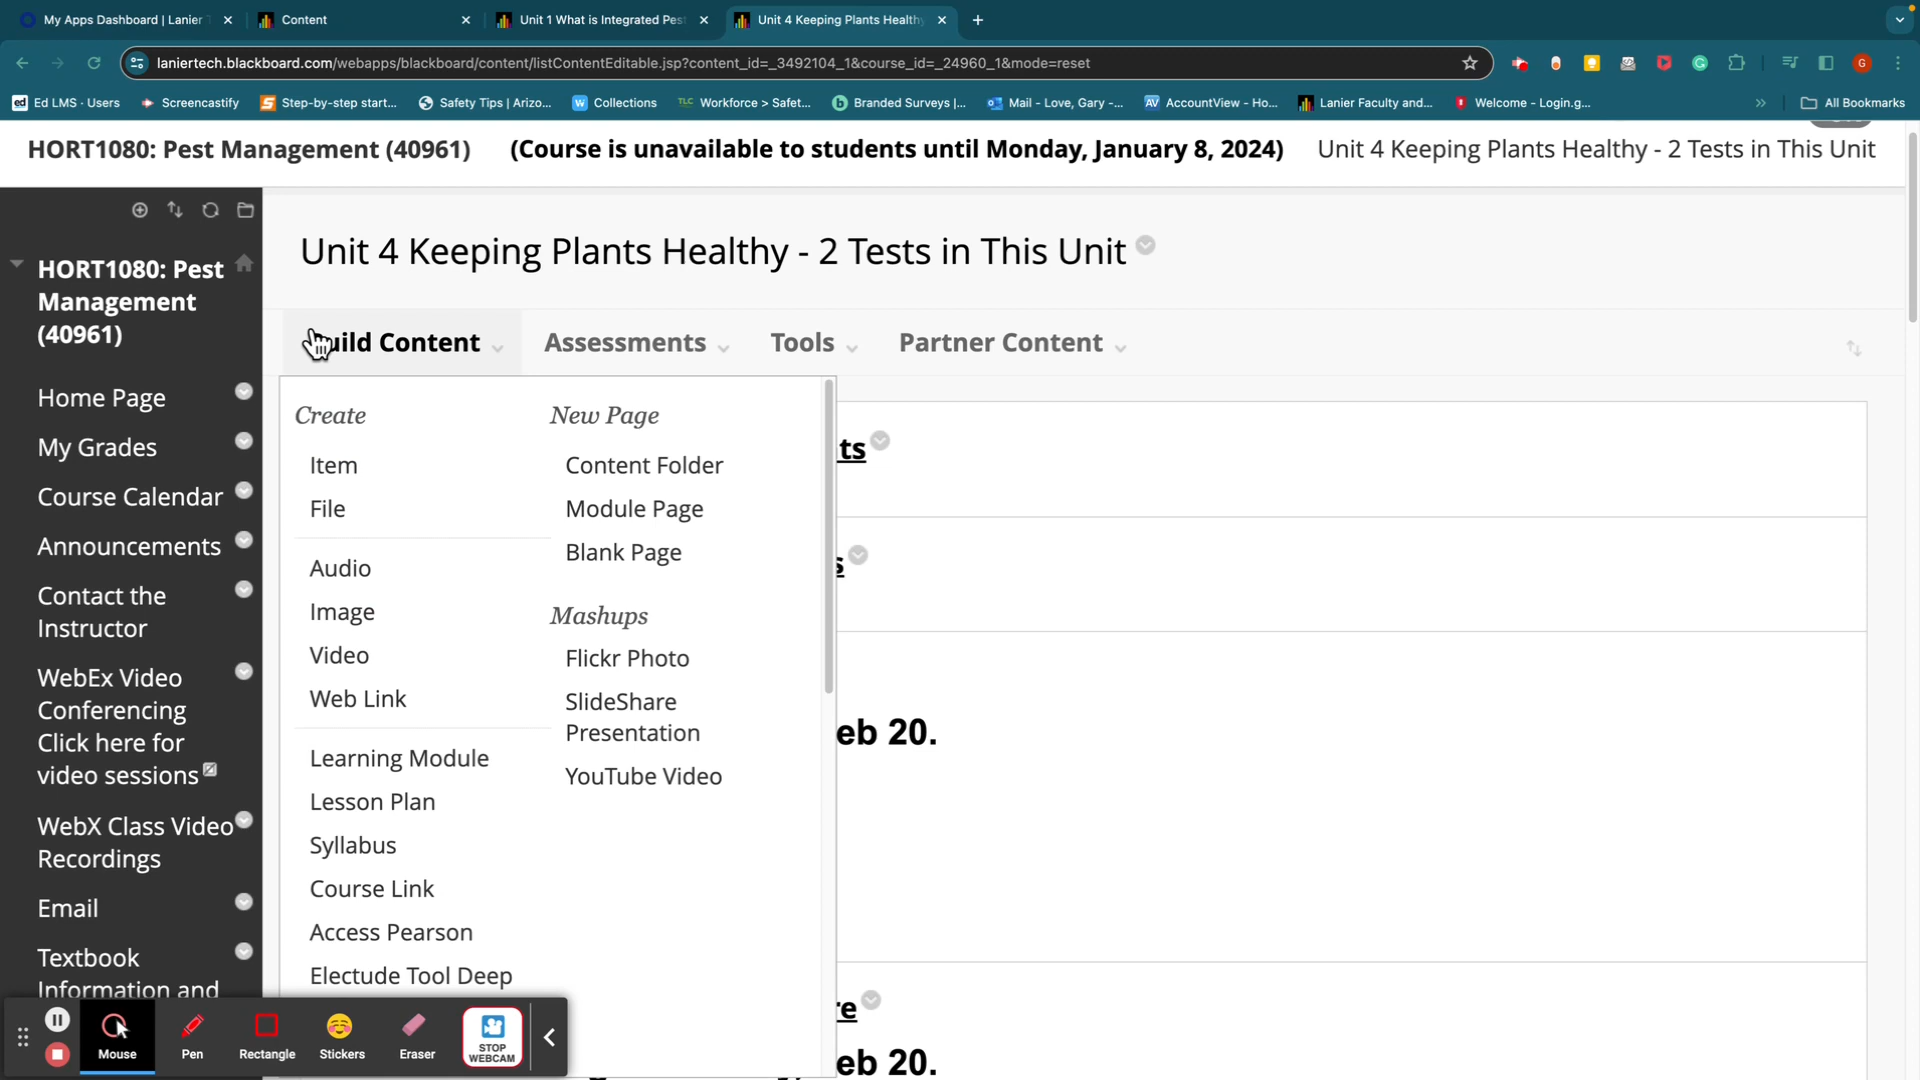 My Apps Dashboard | Lanier
Content
Unit 1 What is Integrated Pes
Unit 4 Keeping Plants Health
laniertech.blackboard.com/webapps/blackboard/content/listContentEditable.jsp?content_id=_3492104_1&course_id=_24960_1&mode=reset
Ed LMS · Users
Screencastify
Step-by-step start...
Safety Tips | Arizo...
Collections
TLC Workforce > Safet...
Branded Surveys |...
Mail - Love, Gary -...
AV AccountView - Ho...
Lanier Faculty and...
Welcome - Login.g...
»
All Bookmarks
HORT1080: Pest Management (40961) (Course is unavailable to students until Monday, January 8, 2024) Unit 4 Keeping Plants Healthy - 2 Tests in This Unit
HORT1080: Pest
Management
(40961)
Home Page
My Grades
Course Calendar
Announcements
Contact the
Instructor
WebEx Video
Conferencing
Click here for
video sessions
WebX Class Video
Recordings
Email
Textbook
Information and
Unit 4 Keeping Plants Healthy - 2 Tests in This Unit
uild Content
Assessments
Tools
Partner Content
Create
Item
File
Audio
Image
Video
Web Link
Learning Module
Lesson Plan
Syllabus
Course Link
Access Pearson
Electude Tool Deep
New Page
Content Folder
Module Page
Blank Page
Mashups
Flickr Photo
SlideShare
Presentation
YouTube Video
ts
s
eb 20.
re
eb 20.
Mouse
Pen
Rectangle
Stickers
Eraser
STOP
WEBCAM